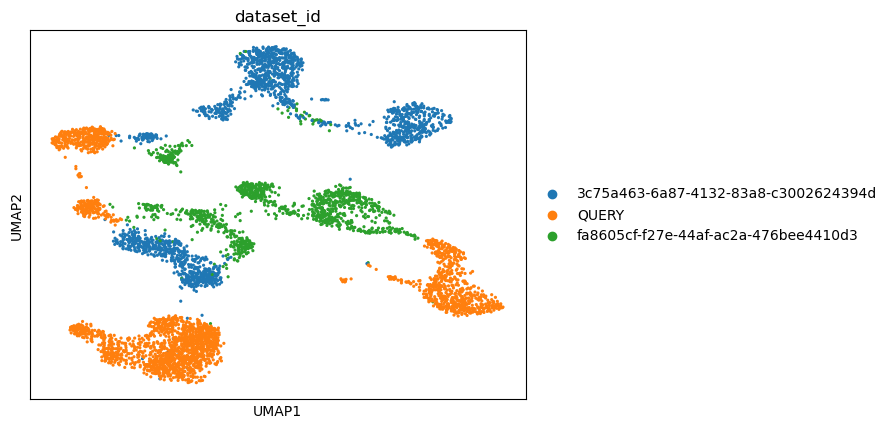 dataset_id
UMAP2
UMAP1
3c75a463-6a87-4132-83a8-c3002624394d
QUERY
fa8605cf-f27e-44af-ac2a-476bee4410d3